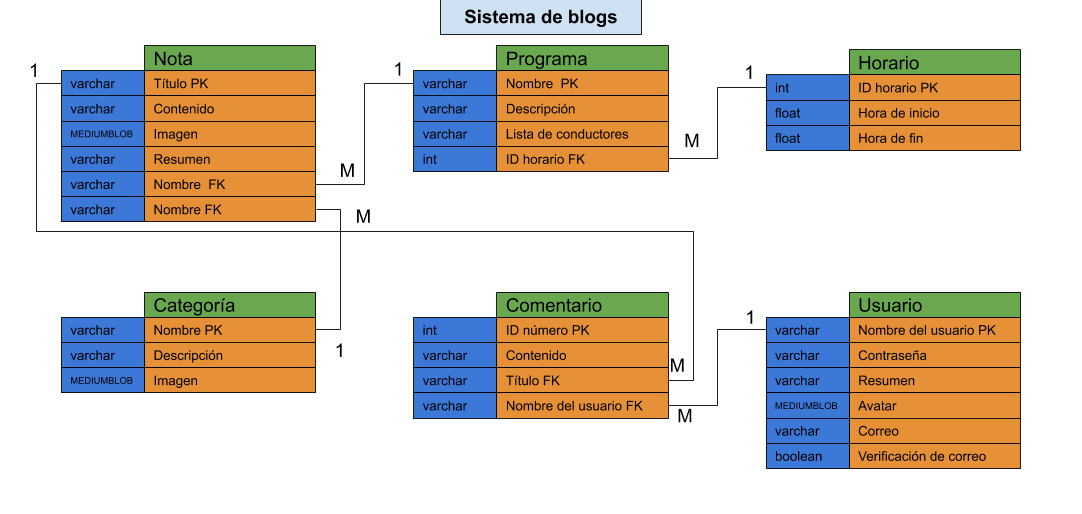 Sistema de blogs
Nota
1
varchar Título PK
varchar Contenido
MEDIUMBLOB Imagen
varchar Resumen
varchar Nombre  FK
varchar Nombre FK
M
M
Programa
1
varchar Nombre  PK
varchar Descripción
varchar Lista de conductores
int ID horario FK
M
Horario
1
int ID horario PK
float Hora de inicio
float Hora de fin
Categoría
varchar Nombre PK
varchar Descripción
MEDIUMBLOB Imagen
1
Comentario
int ID número PK
varchar Contenido
varchar Título FK
varchar Nombre del usuario FK
M
M
Usuario
1
varchar Nombre del usuario PK
varchar Contraseña
varchar Resumen
MEDIUMBLOB Avatar
varchar Correo
boolean Verificación de correo